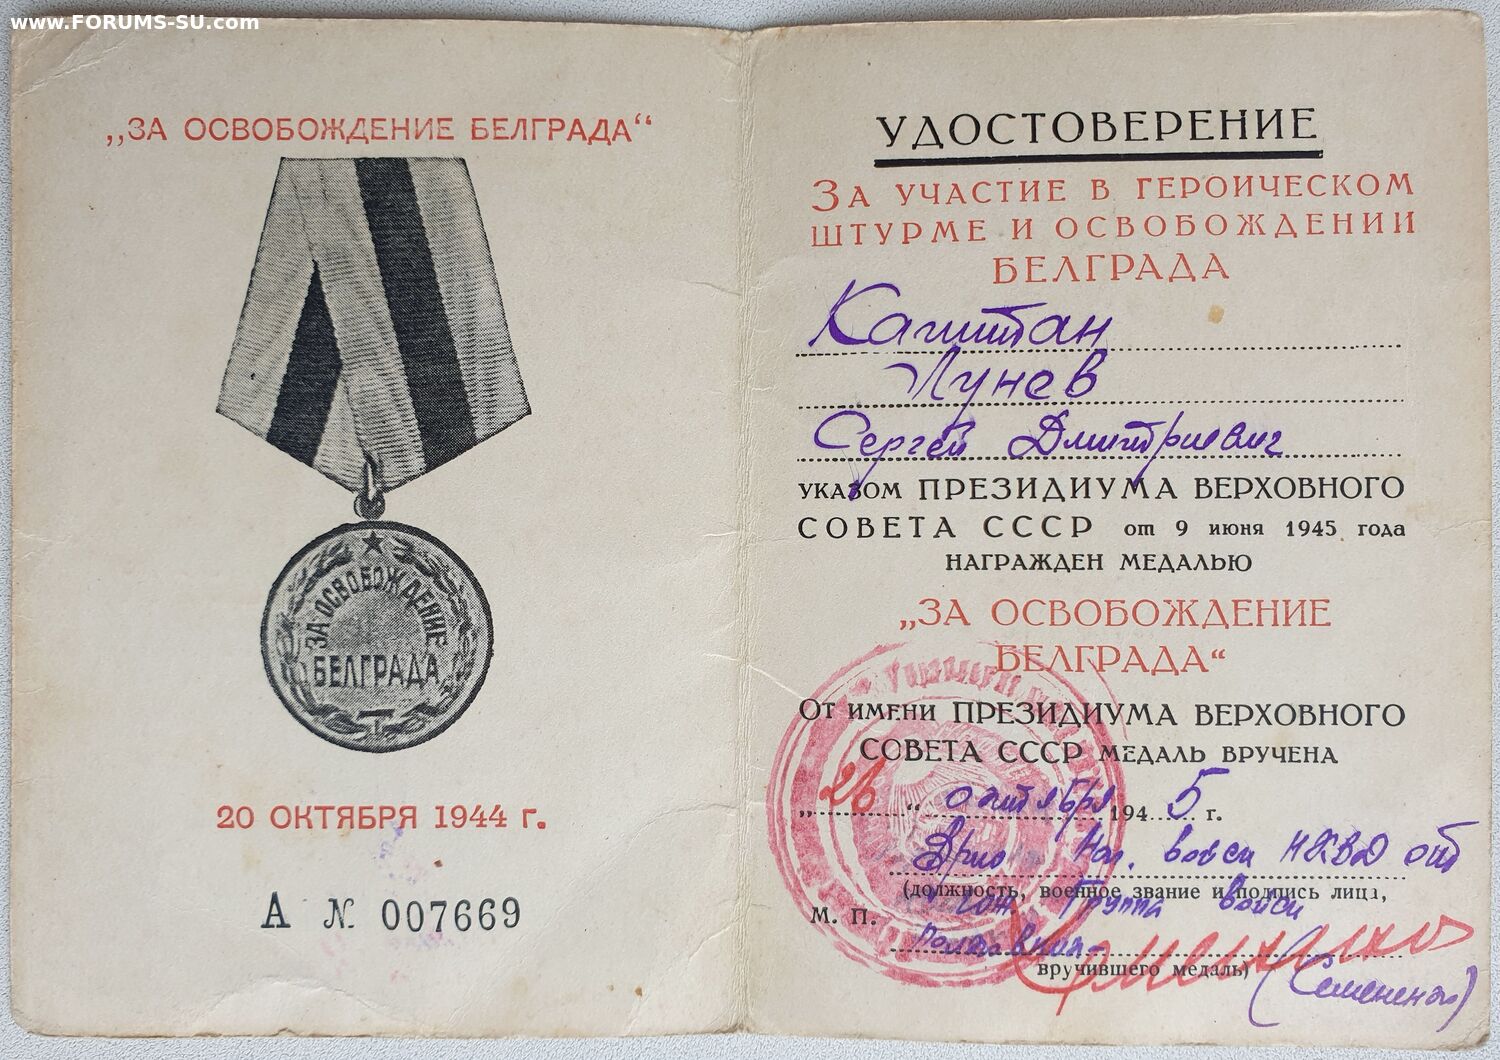 www.FORUMS-SU.com
„ЗА ОСВОБОЖДЕНИЕ БЕЛГРАДА“
ЗА ОСВОБОЖДЕНИЕ
БЕЛГРАДА
20 ОКТЯБРЯ 1944 г.
А № 007669
УДОСТОВЕРЕНИЕ
ЗА УЧАСТИЕ В ГЕРОИЧЕСКОМ
ШТУРМЕ И ОСВОБОЖДЕНИИ
БЕЛГРАДА
Капитан
Лунев
Сергей Дмитриевич
УКАЗОМ ПРЕЗИДИУМА ВЕРХОВНОГО
СОВЕТА СССР от 9 июня 1945 года
НАГРАЖДЕН МЕДАЛЬЮ
„ЗА ОСВОБОЖДЕНИЕ
БЕЛГРАДА“
ОТ ИМЕНИ ПРЕЗИДИУМА ВЕРХОВНОГО
СОВЕТА СССР МЕДАЛЬ ВРУЧЕНА
„26“ октября 1945 г.
Врио Нач. войск НКВД
(должность, военное звание и подпись лица,
М. П.
Группа войск
Полковник
вручившего медаль)
(Семененко)